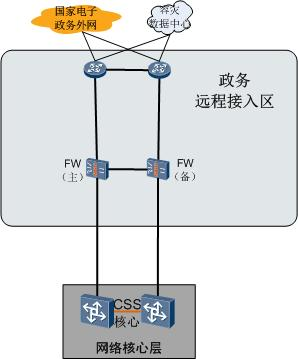 国家电子
政务外网
容灾
数据中心
政务
远程接入区
FW
（主）
FW
（备）
CSS
核心
网络核心层